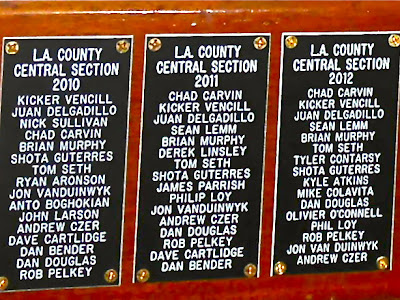 L.A. COUNTY
CENTRAL SECTION
2010
KICKER VENCILL
JUAN DELGADILLO
NICK SULLIVAN
CHAD CARVIN
BRIAN MURPHY
SHOTA GUTERRES
TOM SETH
RYAN ARONSON
JON VANDUINWYK
ANTO BOGHOKIAN
JOHN LARSON
ANDREW CZER
DAVE CARTLIDGE
DAN BENDER
DAN DOUGLAS
ROB PELKEY
L.A. COUNTY
CENTRAL SECTION
2011
CHAD CARVIN
KICKER VENCILL
JUAN DELGADILLO
SEAN LEMM
BRIAN MURPHY
DEREK LINSLEY
TOM SETH
SHOTA GUTERRES
JAMES PARRISH
PHILIP LOY
JON VANDUINWYK
ANDREW CZER
DAN DOUGLAS
ROB PELKEY
DAVE CARTLIDGE
DAN BENDER
L.A. COUNTY
CENTRAL SECTION
2012
CHAD CARVIN
KICKER VENCILL
JUAN DELGADILLO
SEAN LEMM
BRIAN MURPHY
TOM SETH
TYLER CONTARSY
SHOTA GUTERRES
KYLE ATKINS
MIKE COLAVITA
DAN DOUGLAS
OLIVIER O'CONNELL
PHIL LOY
ROB PELKEY
JON VAN DUINWYK
ANDREW CZER